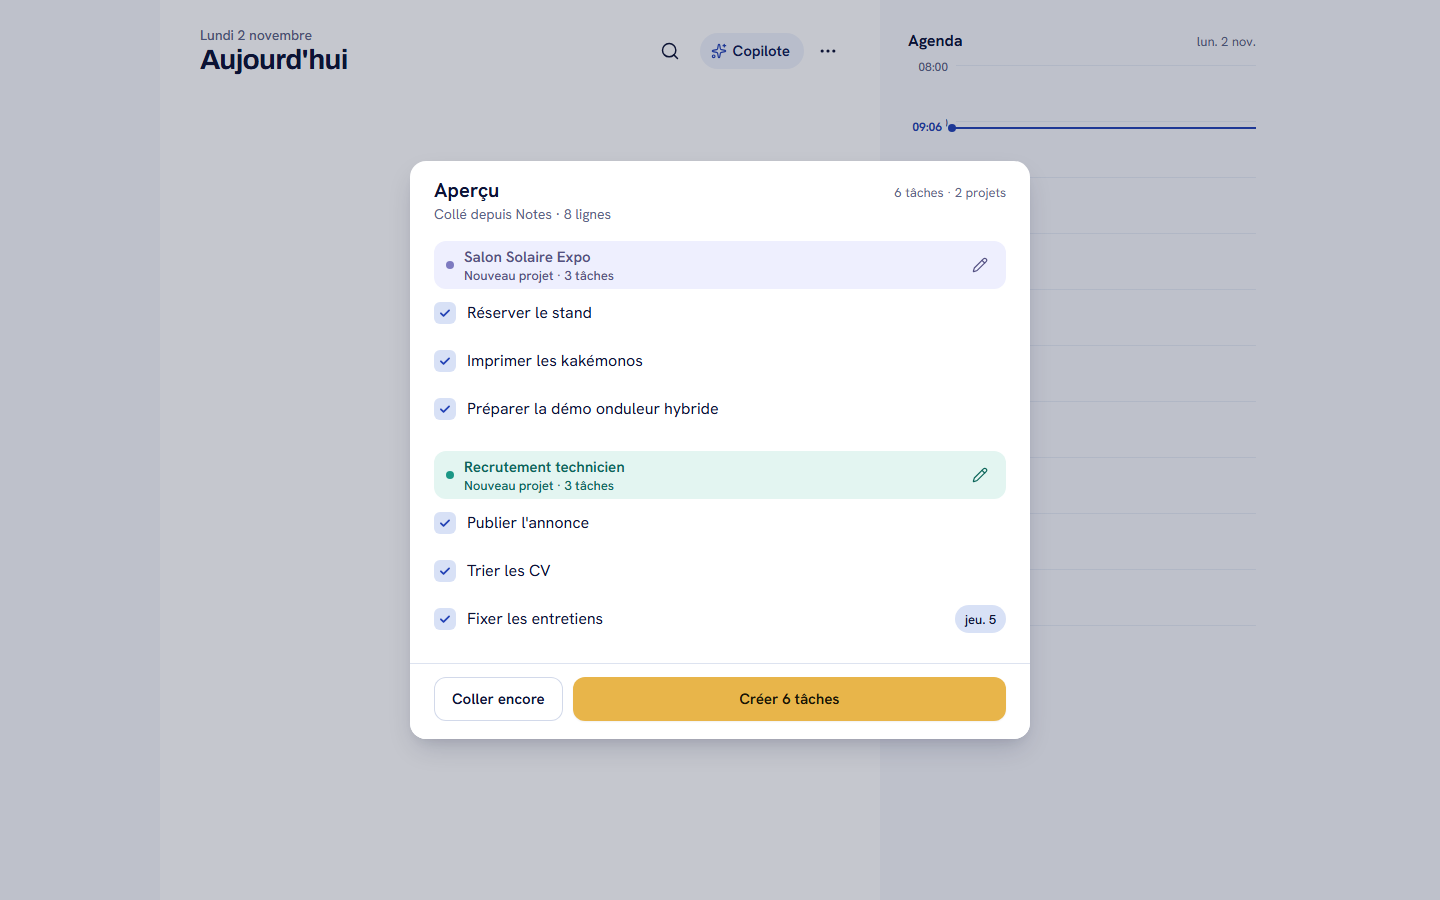 Lundi 2 novembre
Aujourd'hui
Copilote
Agenda
lun. 2 nov.
08:00
09:06
Aperçu
6 tâches · 2 projets
Collé depuis Notes · 8 lignes
Salon Solaire Expo
Nouveau projet · 3 tâches
Réserver le stand
Imprimer les kakémonos
Préparer la démo onduleur hybride
Recrutement technicien
Nouveau projet · 3 tâches
Publier l'annonce
Trier les CV
Fixer les entretiens
jeu. 5
Coller encore
Créer 6 tâches